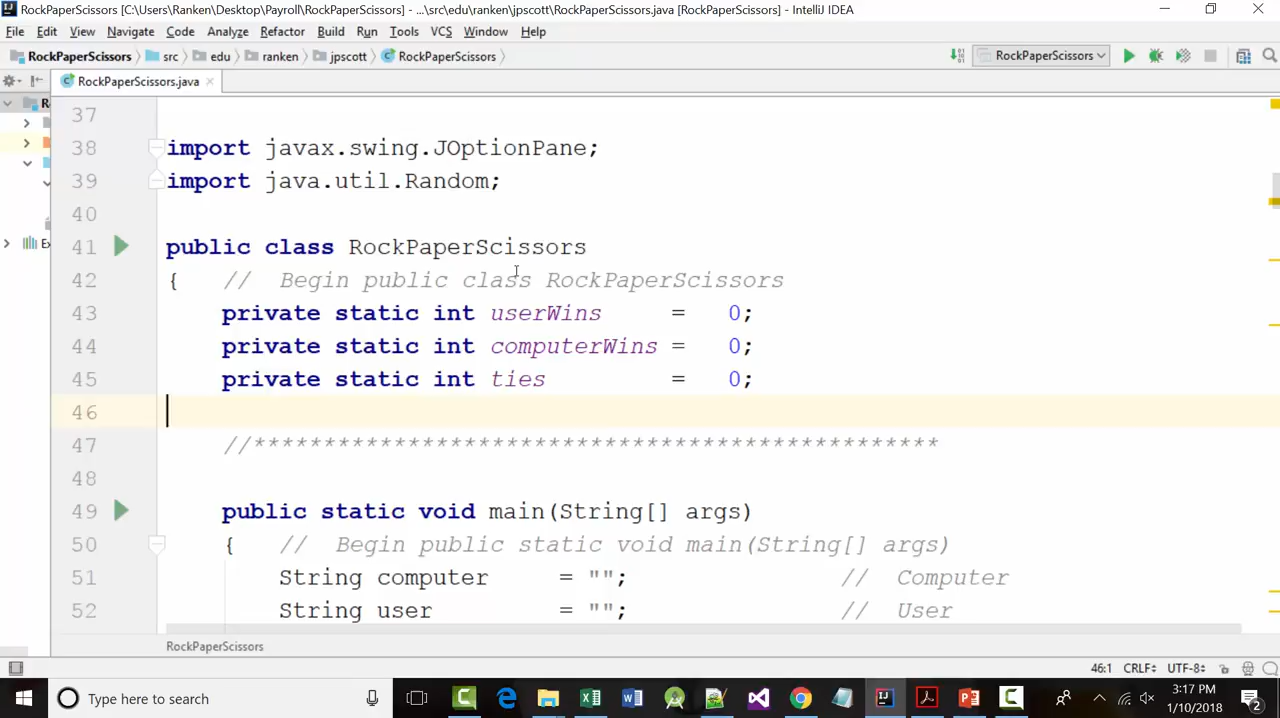 RockPaperScissors [C:\Users\Ranken\Desktop\Payroll\RockPaperScissors] - ...\src\edu\ranken\jpscott\RockPaperScissors.java [RockPaperScissors] - IntelliJ IDEA
File Edit View Navigate Code Analyze Refactor Build Run Tools VCS Window Help
RockPaperScissors src edu ranken jpscott RockPaperScissors RockPaperScissors
RockPaperScissors.java
37
38 import javax.swing.JOptionPane;
39 import java.util.Random;
40
41 public class RockPaperScissors
42 { // Begin public class RockPaperScissors
43 private static int userWins = 0;
44 private static int computerWins = 0;
45 private static int ties = 0;
46
47 //*************************************************
48
49 public static void main(String[] args)
50 { // Begin public static void main(String[] args)
51 String computer = ""; // Computer
52 String user = ""; // User
RockPaperScissors
46:1 CRLF UTF-8
Type here to search
3:17 PM
1/10/2018
2